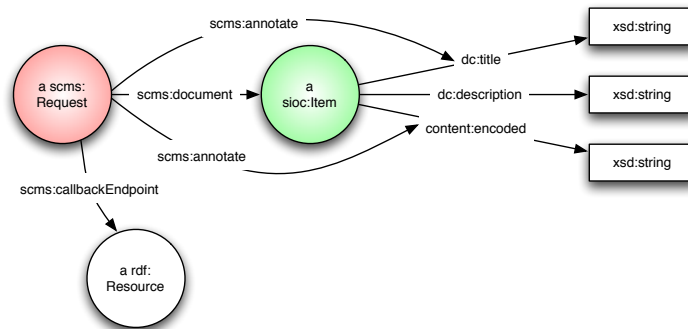 scms:annotate
xsd:string
dc:title
a scms:
Request
scms:document
a
sioc:Item
dc:description
xsd:string
content:encoded
scms:annotate
xsd:string
scms:callbackEndpoint
a rdf:
Resource